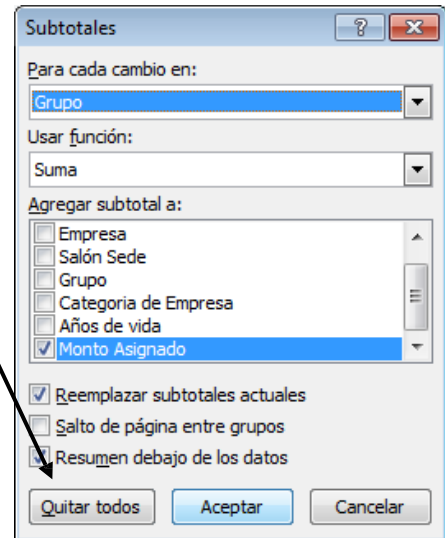 Subtotales
Para cada cambio en:
Grupo
Usar función:
Suma
Agregar subtotal a:
Empresa
Salón Sede
Grupo
Categoria de Empresa
Años de vida
Monto Asignado
Reemplazar subtotales actuales
Salto de página entre grupos
Resumen debajo de los datos
Quitar todos Aceptar Cancelar